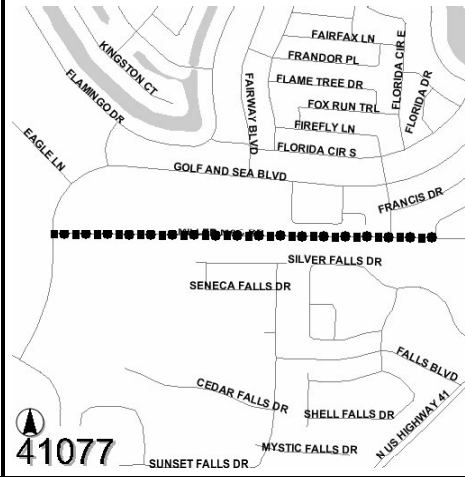 FAIRFAX LN
KINGSTON CT
FRANDOR PL
FLORIDA CIR E
FLAMINGO DR
FAIRWAY BLVD
FLAME TREE DR
FLORIDA DR
FOX RUN TRL
FIREFLY LN
EAGLE LN
FLORIDA CIR S
GOLF AND SEA BLVD
FRANCIS DR
SILVER FALLS DR
SENECA FALLS DR
FALLS BLVD
CEDAR FALLS DR
SHELL FALLS DR
N US HIGHWAY 41
41077
MYSTIC FALLS DR
SUNSET FALLS DR